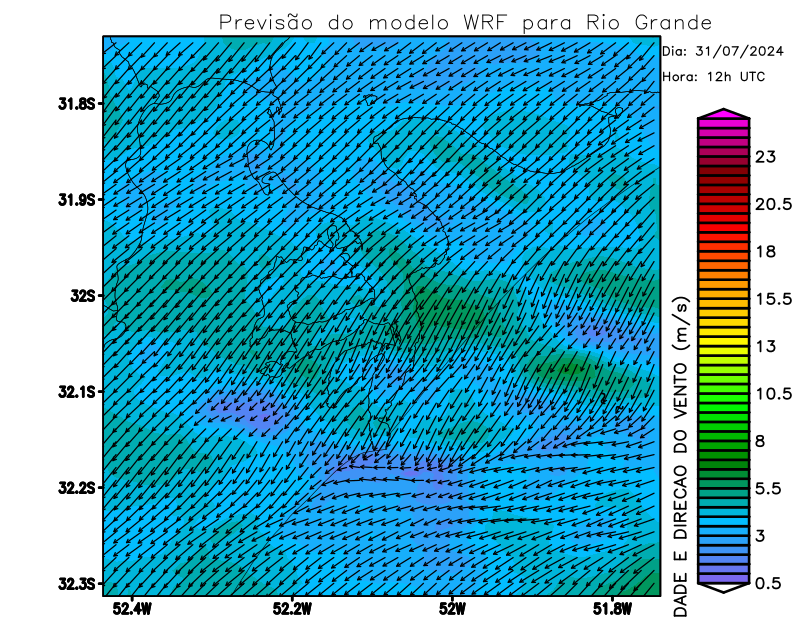 Previsão do modelo WRF para Rio Grande
Dia: 31/07/2024
Hora: 12h UTC
31.8S
31.9S
32S
32.1S
32.2S
32.3S
52.4W
52.2W
52W
51.8W
23
20.5
18
15.5
13
10.5
8
5.5
3
0.5
DADE E DIRECAO DO VENTO (m/s)